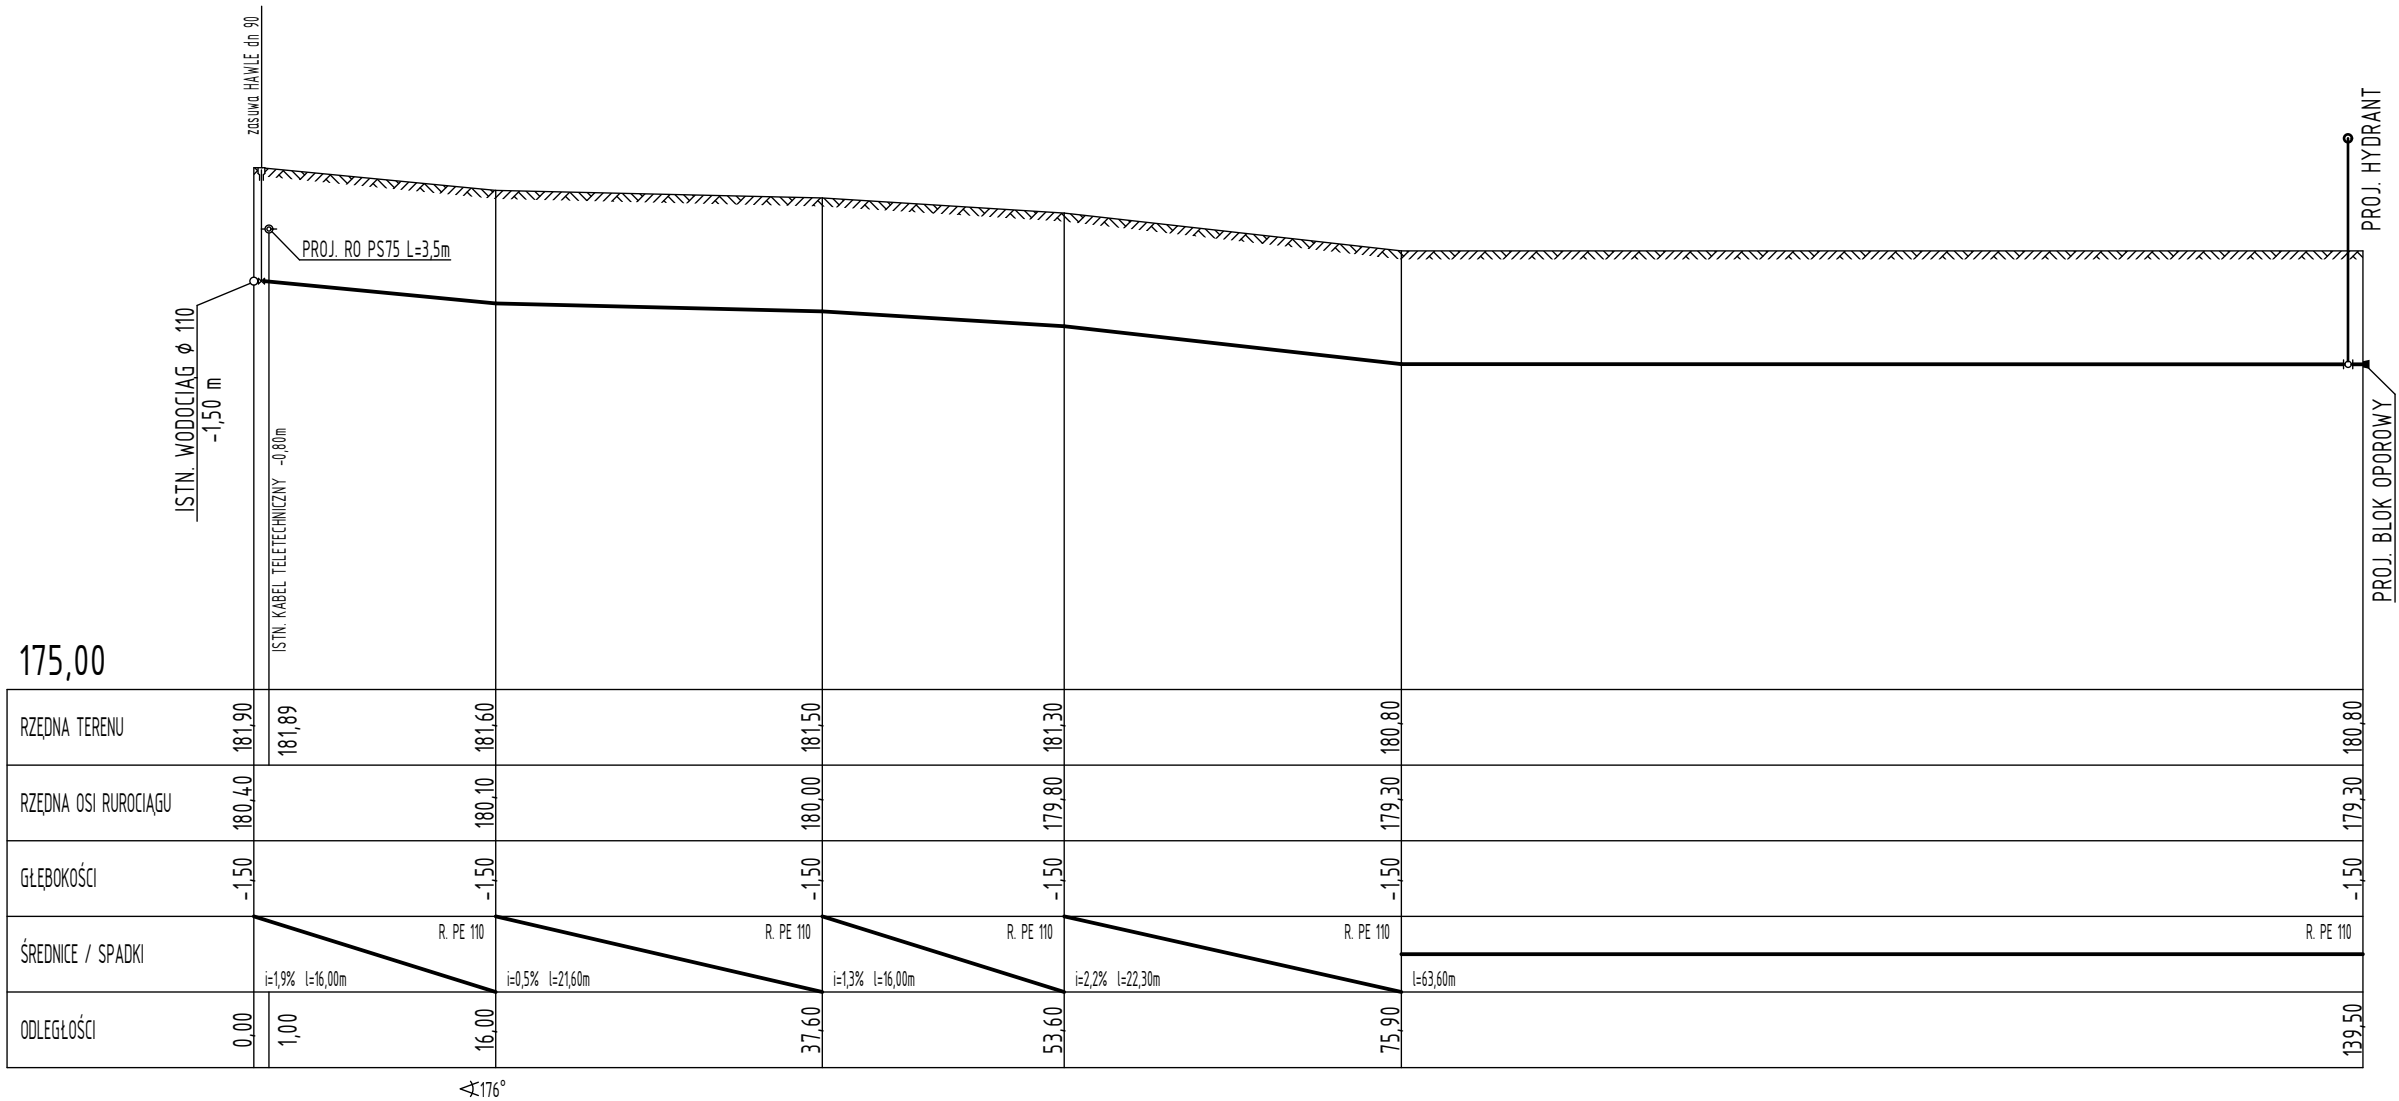 zasuwa HAWLE dn 90
PROJ. HYDRANT
PROJ. RO PS75 L=3,5m
ISTN. WODOCIĄG ϕ 110
-1,50 m
ISTN. KABEL TELETECHNICZNY -0,80m
PROJ. BLOK OPOROWY
175,00
RZĘDNA TERENU 181,90 181,89 181,60 181,50 181,30 180,80 180,80
RZĘDNA OSI RUROCIĄGU 180,40 180,10 180,00 179,80 179,30 179,30
GŁĘBOKOŚCI -1,50 -1,50 -1,50 -1,50 -1,50 -1,50
ŚREDNICE / SPADKI
R. PE 110 R. PE 110 R. PE 110 R. PE 110 R. PE 110
i=1,9% l=16,00m i=0,5% l=21,60m i=1,3% l=16,00m i=2,2% l=22,30m l=63,60m
ODLEGŁOŚCI 0,00 1,00 16,00 37,60 53,60 75,90 139,50
176°